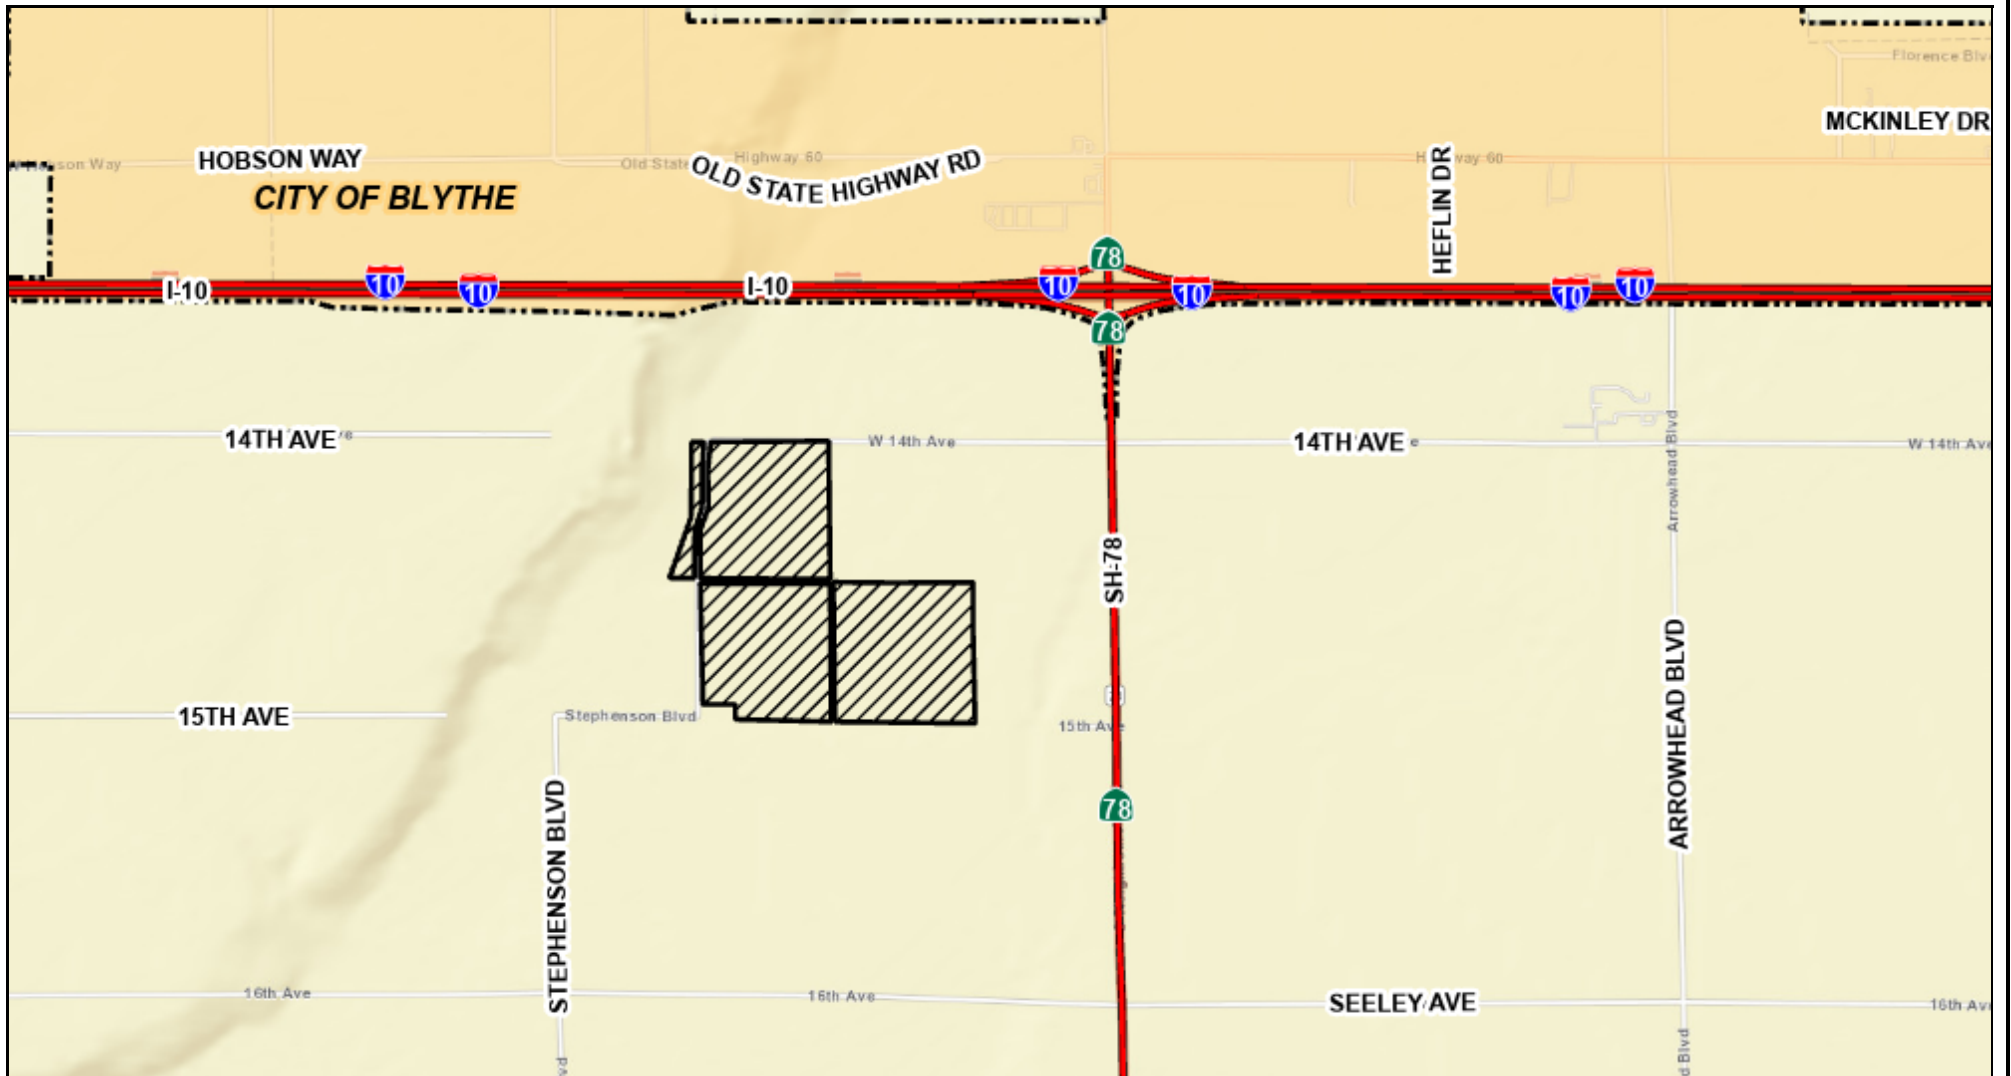 Florence Blv
MCKINLEY DR
HOBSON WAY
Old State
Highway 60
OLD STATE HIGHWAY RD
HEFLIN DR
CITY OF BLYTHE
78
I-10
10
10
I-10
10
10
10
10
78
14TH AVE
W 14th Ave
14TH AVE
W 14th Ave
Arrowhead Blvd
SH-78
15TH AVE
Stephenson Blvd
15th Ave
ARROWHEAD BLVD
STEPHENSON BLVD
78
16th Ave
16th Ave
SEELEY AVE
16th Av
vd
d Blvd